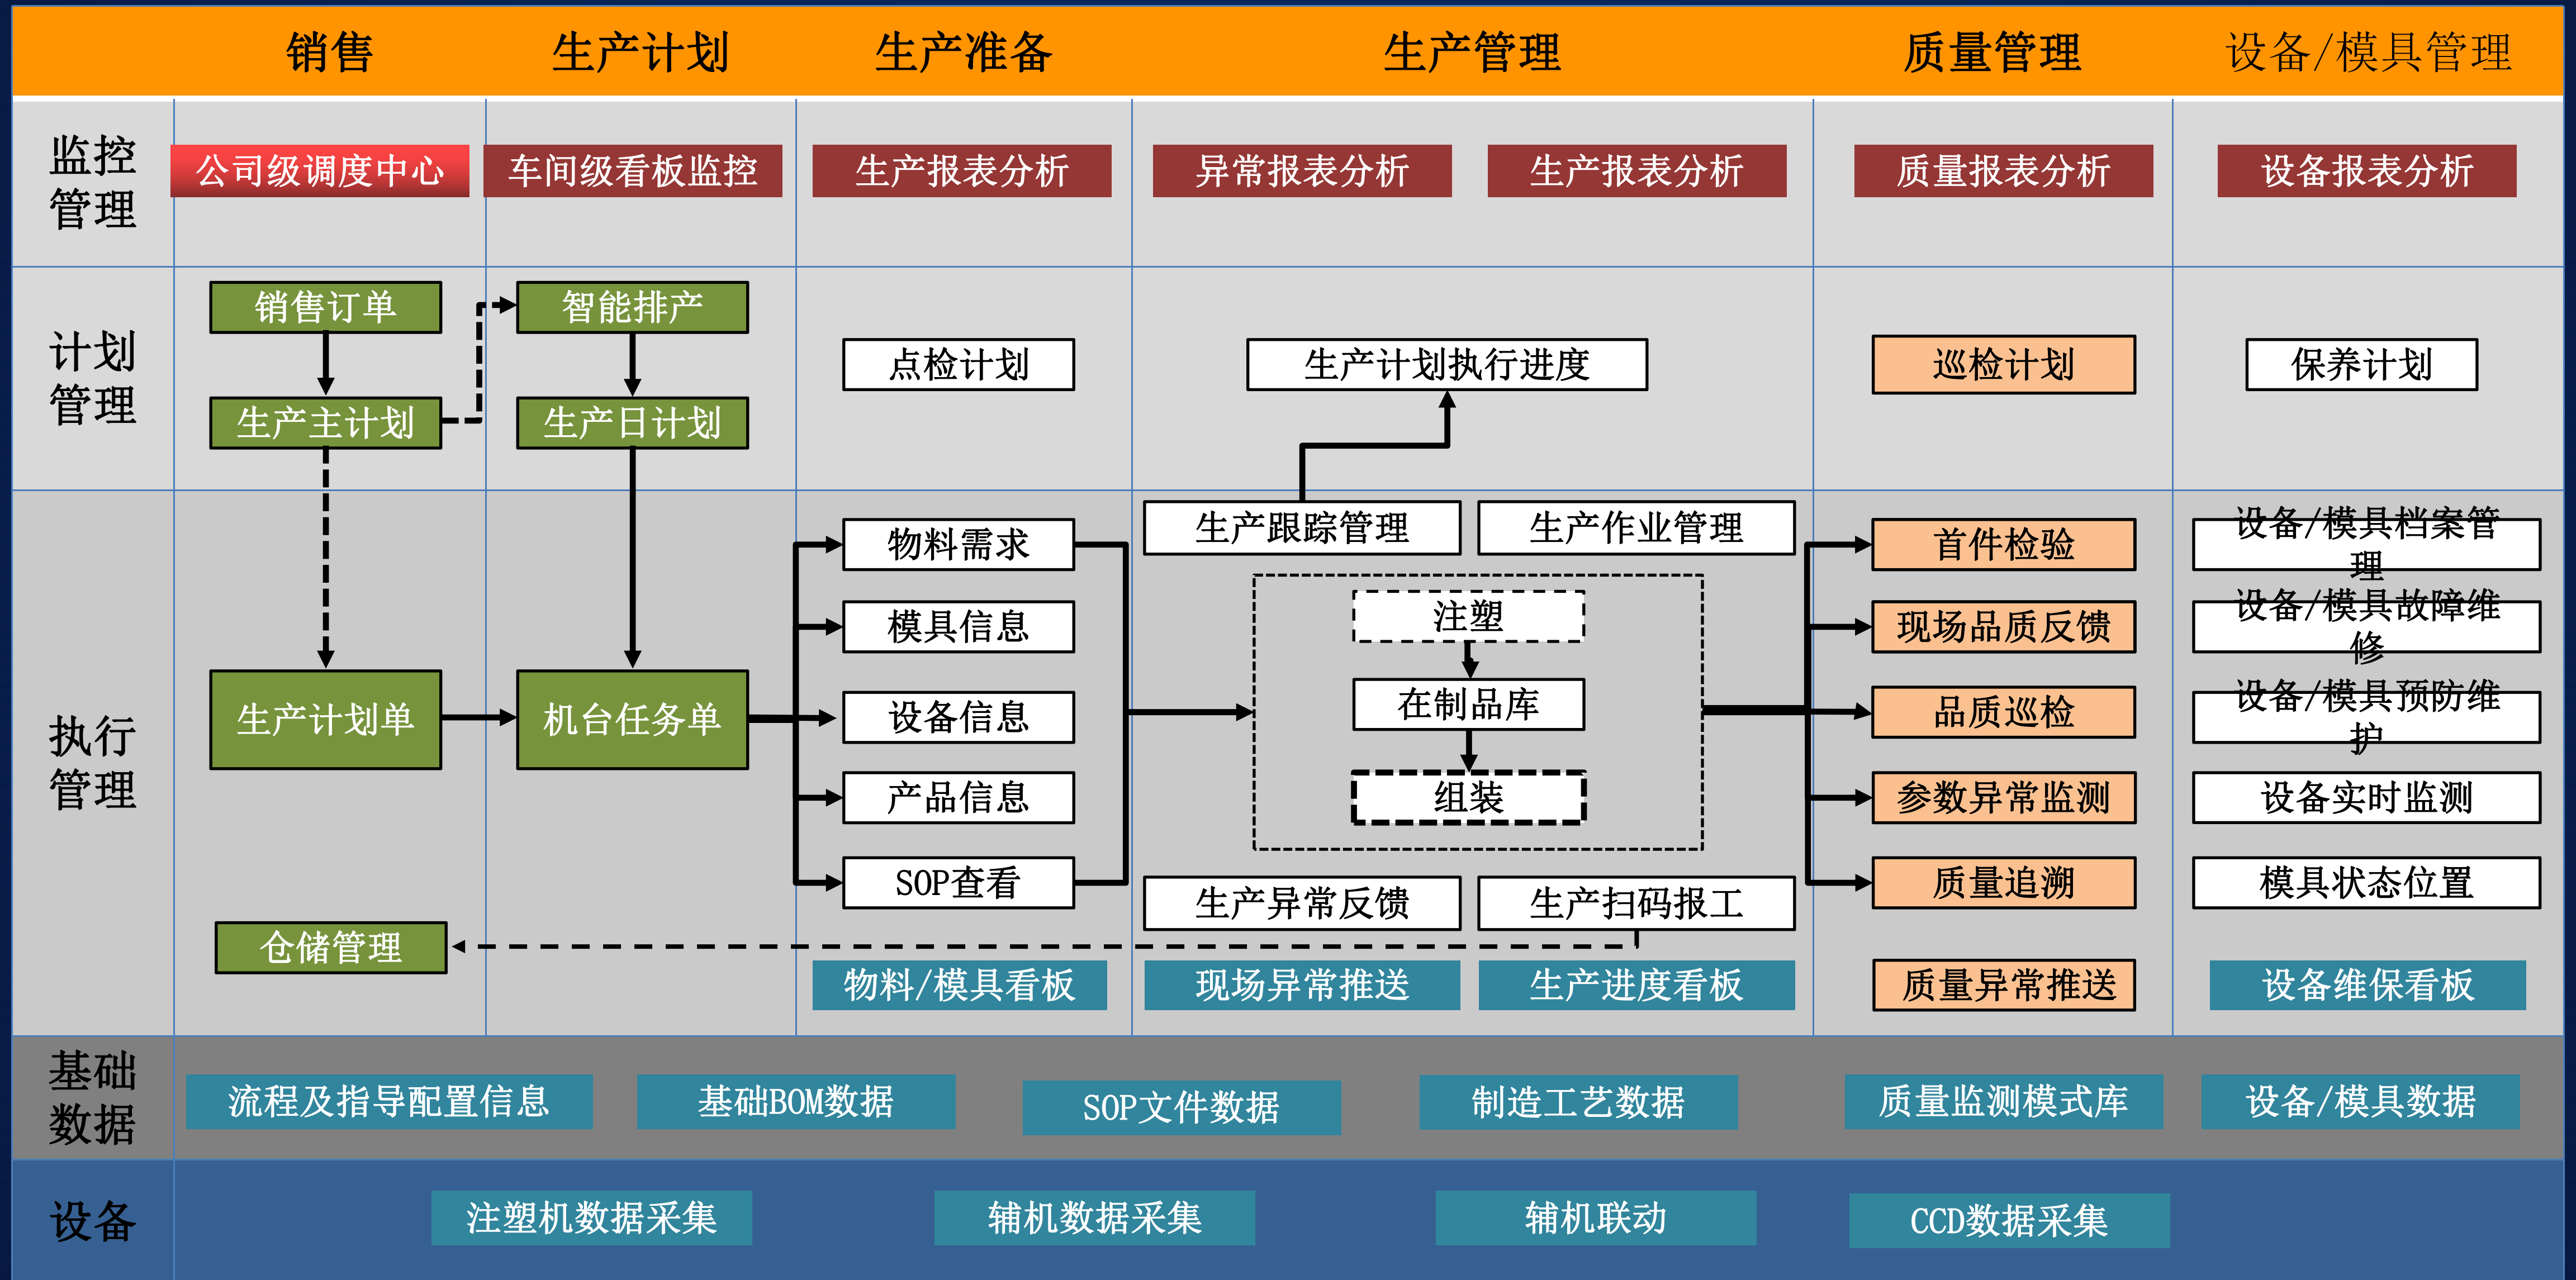 销售
生产计划
生产准备
生产管理
质量管理
设备/模具管理
监控
管理
公司级调度中心
车间级看板监控
生产报表分析
异常报表分析
生产报表分析
质量报表分析
设备报表分析
计划
管理
销售订单
智能排产
点检计划
生产计划执行进度
巡检计划
保养计划
生产主计划
生产日计划
执行
管理
生产跟踪管理
生产作业管理
物料需求
首件检验
设备/模具档案管
理
模具信息
注塑
现场品质反馈
设备/模具故障维
修
生产计划单
机台任务单
设备信息
在制品库
品质巡检
设备/模具预防维
护
产品信息
组装
参数异常监测
设备实时监测
SOP查看
生产异常反馈
生产扫码报工
质量追溯
模具状态位置
仓储管理
物料/模具看板
现场异常推送
生产进度看板
质量异常推送
设备维保看板
基础
数据
流程及指导配置信息
基础BOM数据
SOP文件数据
制造工艺数据
质量监测模式库
设备/模具数据
设备
注塑机数据采集
辅机数据采集
辅机联动
CCD数据采集